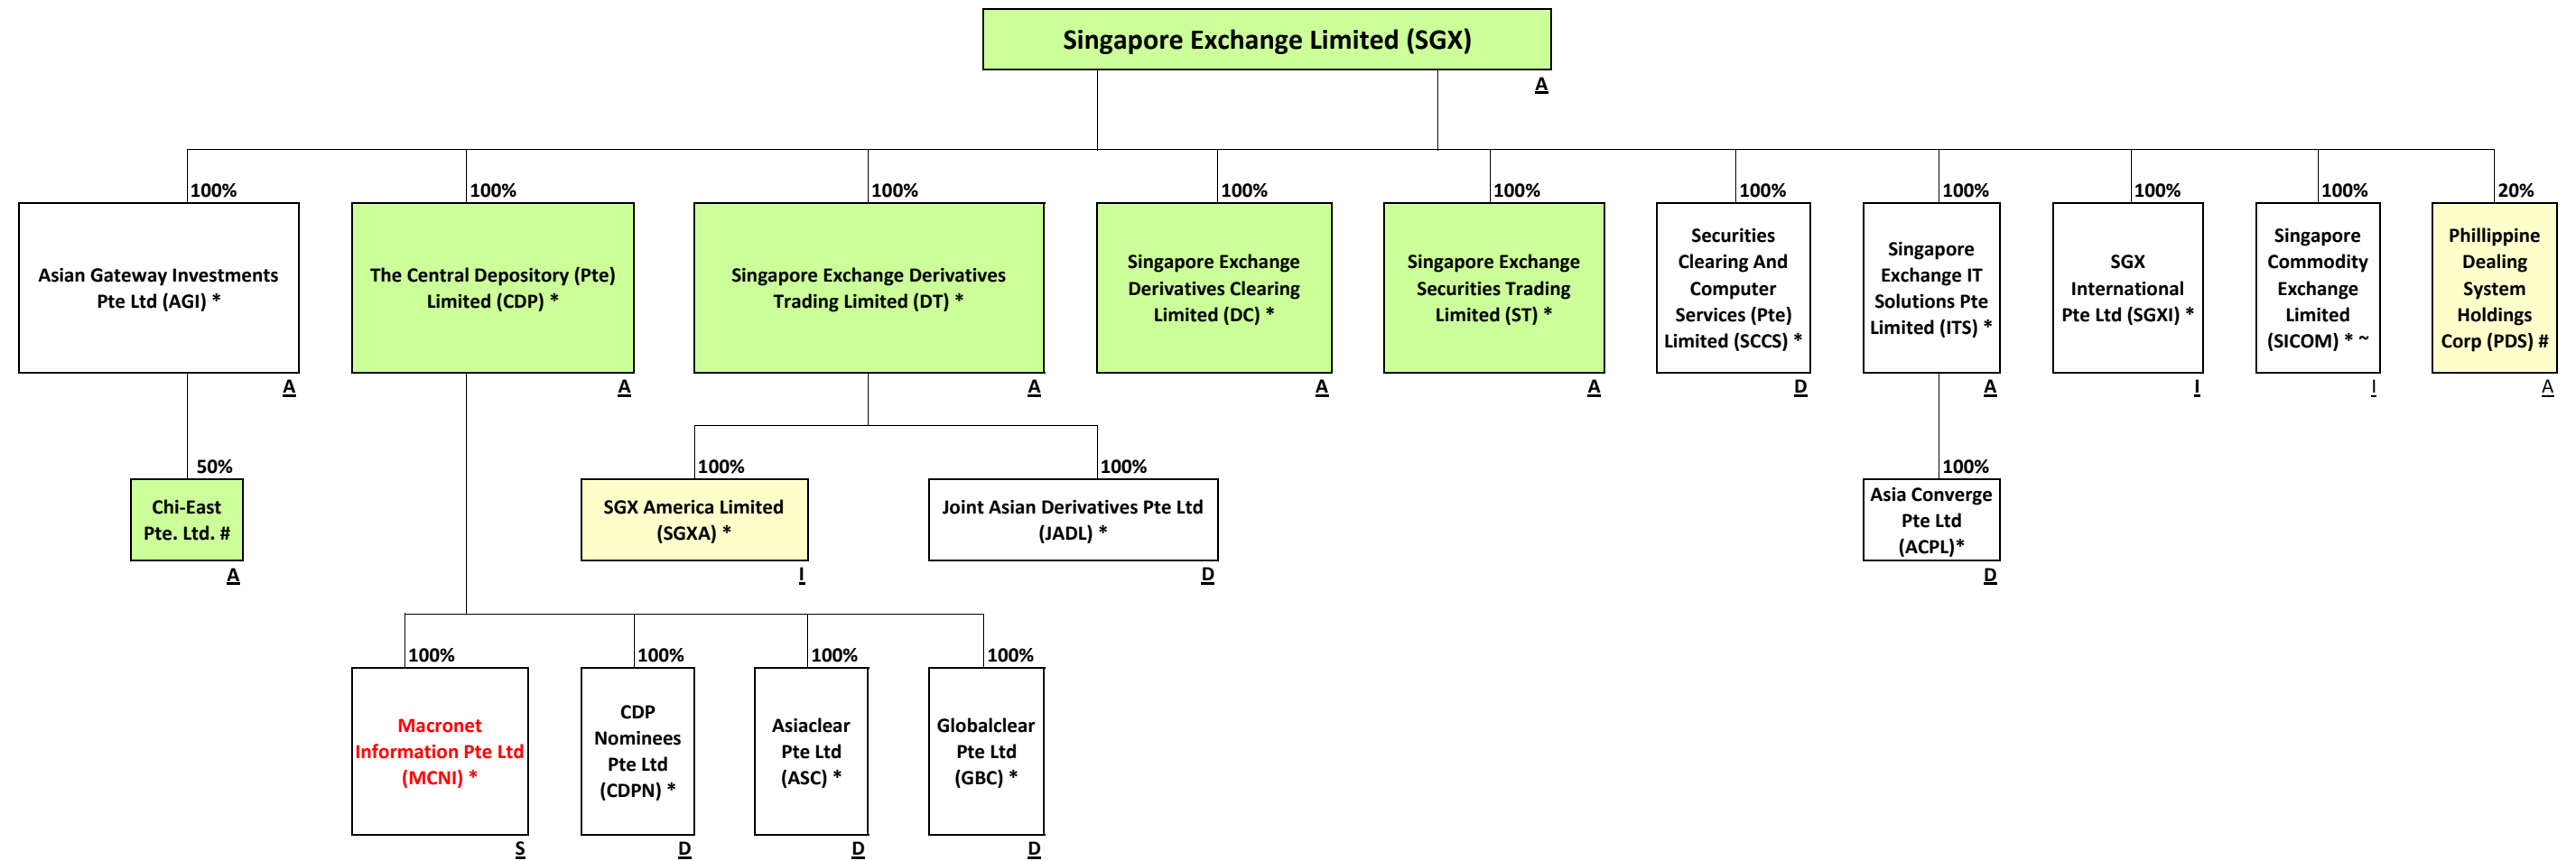 Singapore Exchange Limited (SGX)
A
100%
100%
100%
100%
100%
100%
100%
100%
100%
20%
Asian Gateway Investments
Pte Ltd (AGI) *
A
The Central Depository (Pte)
Limited (CDP) *
A
Singapore Exchange Derivatives
Trading Limited (DT) *
A
Singapore Exchange
Derivatives Clearing
Limited (DC) *
A
Singapore Exchange
Securities Trading
Limited (ST) *
A
Securities
Clearing And
Computer
Services (Pte)
Limited (SCCS) *
D
Singapore
Exchange IT
Solutions Pte
Limited (ITS) *
A
SGX
International
Pte Ltd (SGXI) *
I
Singapore
Commodity
Exchange
Limited
(SICOM) * ~
I
Phillippine
Dealing
System
Holdings
Corp (PDS) #
A
50%
Chi-East
Pte. Ltd. #
A
100%
SGX America Limited
(SGXA) *
I
100%
Joint Asian Derivatives Pte Ltd
(JADL) *
D
100%
Asia Converge
Pte Ltd
(ACPL)*
D
100%
Macronet
Information Pte Ltd
(MCNI) *
S
100%
CDP
Nominees
Pte Ltd
(CDPN) *
D
100%
Asiaclear
Pte Ltd
(ASC) *
D
100%
Globalclear
Pte Ltd
(GBC) *
D